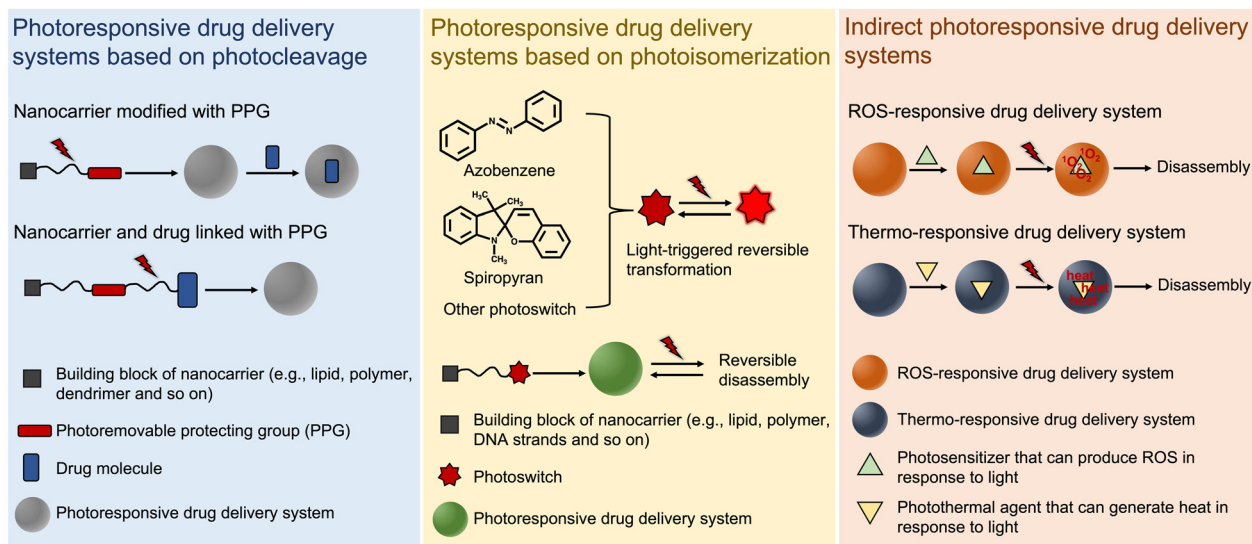 Photoresponsive drug delivery
systems based on photocleavage
Nanocarrier modified with PPG
Nanocarrier and drug linked with PPG
Building block of nanocarrier (e.g., lipid, polymer,
dendrimer and so on)
Photoremovable protecting group (PPG)
Drug molecule
Photoresponsive drug delivery system
Photoresponsive drug delivery
systems based on photoisomerization
N
N
Azobenzene
H₃C
CH₃
N
O
CH₃
Spiropyran
Other photoswitch
Light-triggered reversible
transformation
Reversible
disassembly
Building block of nanocarrier (e.g., lipid, polymer,
DNA strands and so on)
Photoswitch
Photoresponsive drug delivery system
Indirect photoresponsive drug delivery
systems
ROS-responsive drug delivery system
¹O₂
¹O₂
¹O₂
Disassembly
Thermo-responsive drug delivery system
heat
heat
heat
Disassembly
ROS-responsive drug delivery system
Thermo-responsive drug delivery system
Photosensitizer that can produce ROS in
response to light
Photothermal agent that can generate heat in
response to light